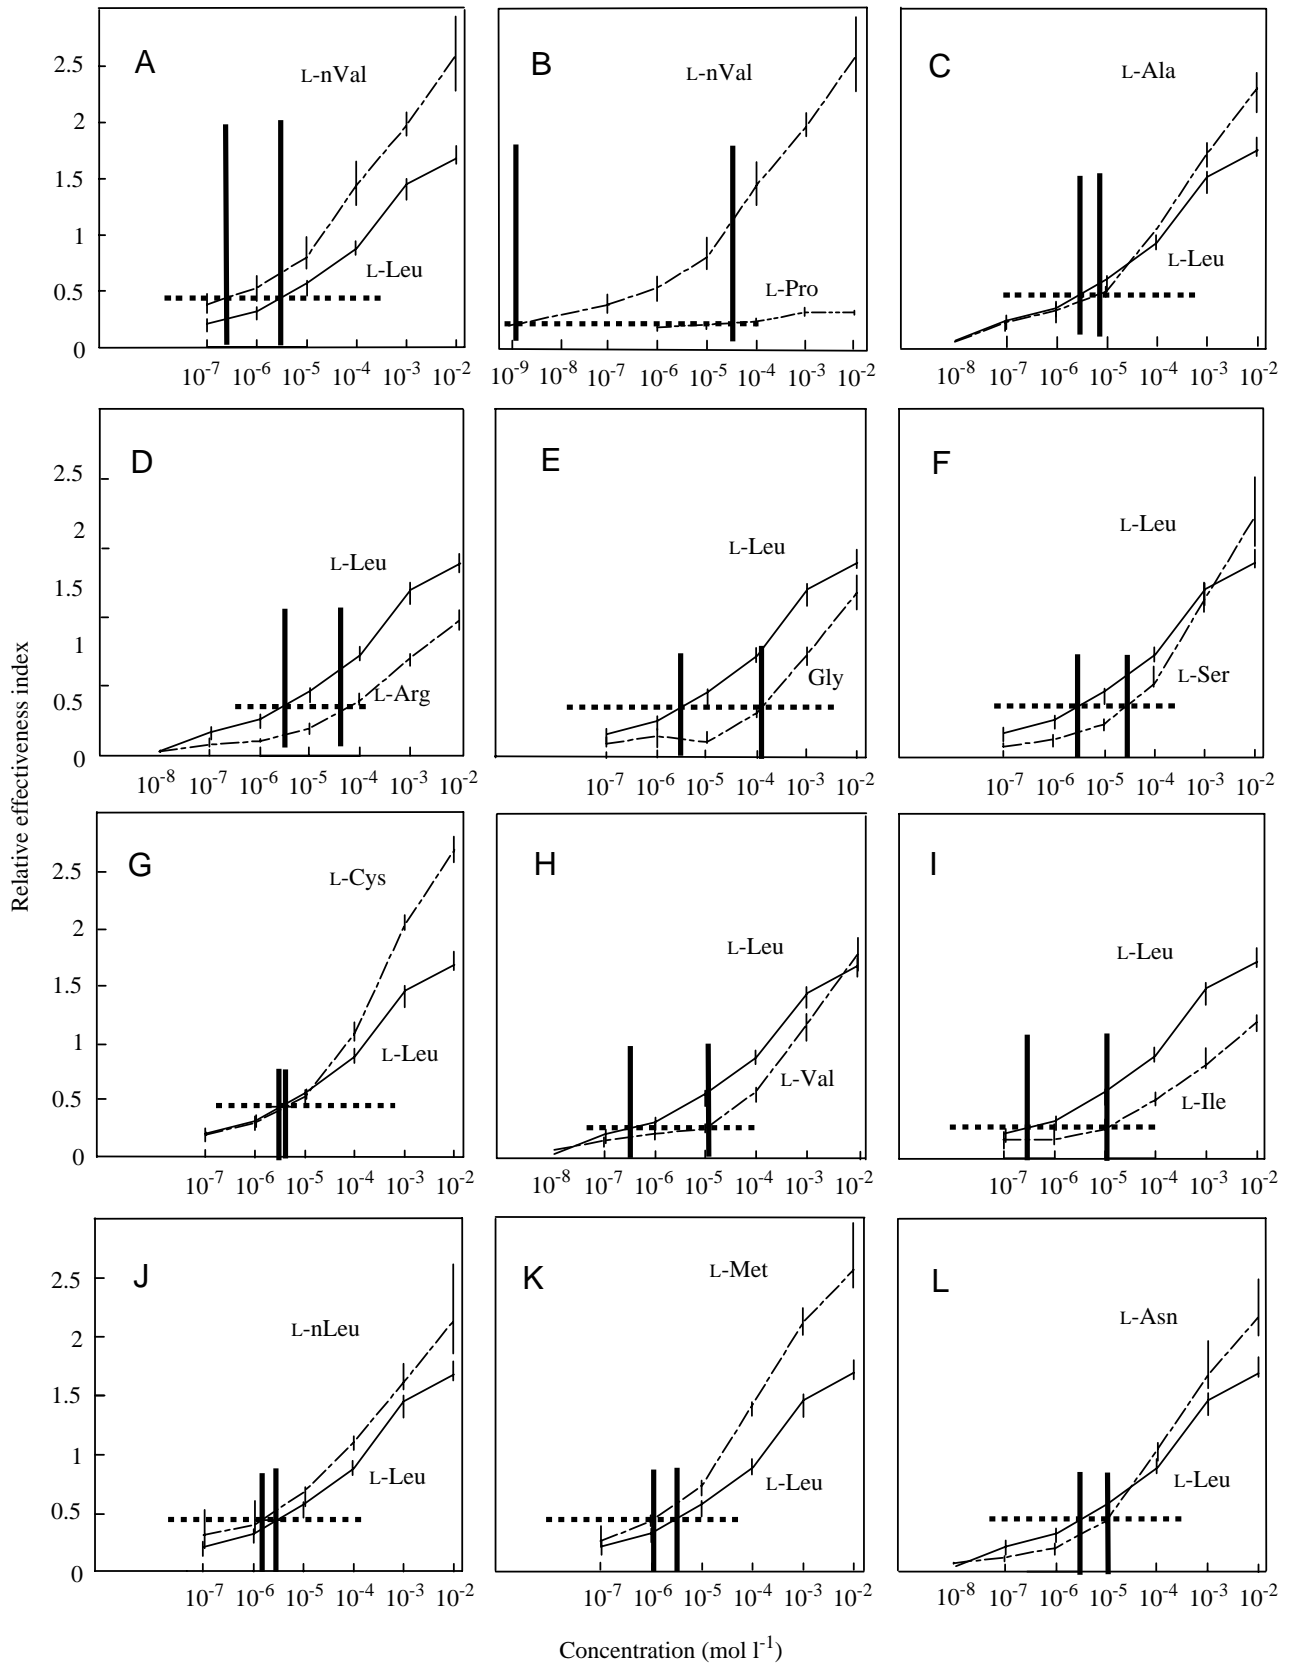 Relative effectiveness index
A
L-nVal
L-Leu
2.5
2
1.5
1
0.5
0
10-7 10-6 10-5 10-4 10-3 10-2
B
L-nVal
L-Pro
10-9 10-8 10-7 10-6 10-5 10-4 10-3 10-2
C
L-Ala
L-Leu
10-8 10-7 10-6 10-5 10-4 10-3 10-2
D
L-Leu
L-Arg
2.5
2
1.5
1
0.5
0
10-8 10-7 10-6 10-5 10-4 10-3 10-2
E
L-Leu
Gly
10-7 10-6 10-5 10-4 10-3 10-2
F
L-Leu
L-Ser
10-7 10-6 10-5 10-4 10-3 10-2
G
L-Cys
L-Leu
2.5
2
1.5
1
0.5
0
10-7 10-6 10-5 10-4 10-3 10-2
H
L-Leu
L-Val
10-8 10-7 10-6 10-5 10-4 10-3 10-2
I
L-Leu
L-Ile
10-7 10-6 10-5 10-4 10-3 10-2
J
L-nLeu
L-Leu
2.5
2
1.5
1
0.5
0
10-7 10-6 10-5 10-4 10-3 10-2
K
L-Met
L-Leu
10-7 10-6 10-5 10-4 10-3 10-2
L
L-Asn
L-Leu
10-8 10-7 10-6 10-5 10-4 10-3 10-2
Concentration (mol l-1)